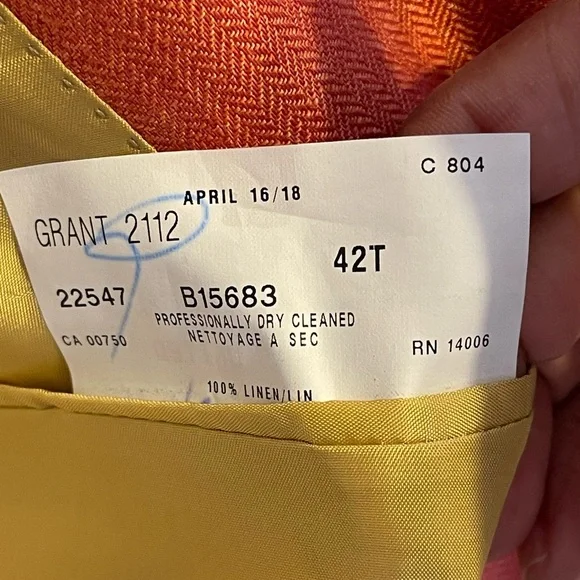 C 804
APRIL 16/18
GRANT 2112
42T
22547 B15683
PROFESSIONALLY DRY CLEANED
CA 00750 NETTOYAGE A SEC RN 14006
100% LINEN/LIN